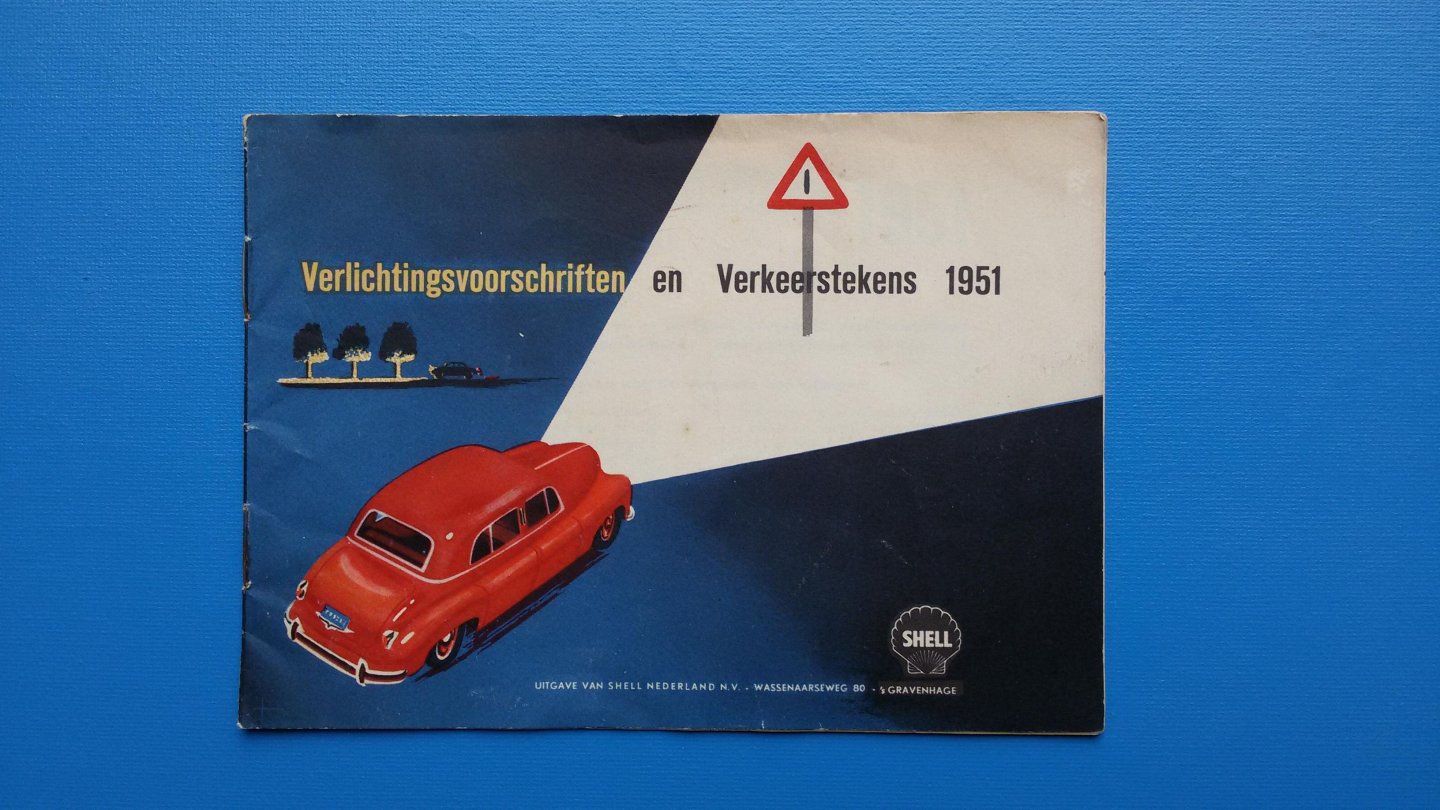 Verlichtingsvoorschriften en Verkeerstekens 1951
SHELL
UITGAVE VAN SHELL NEDERLAND N.V. - WASSENAARSEWEG 80 - 's GRAVENHAGE